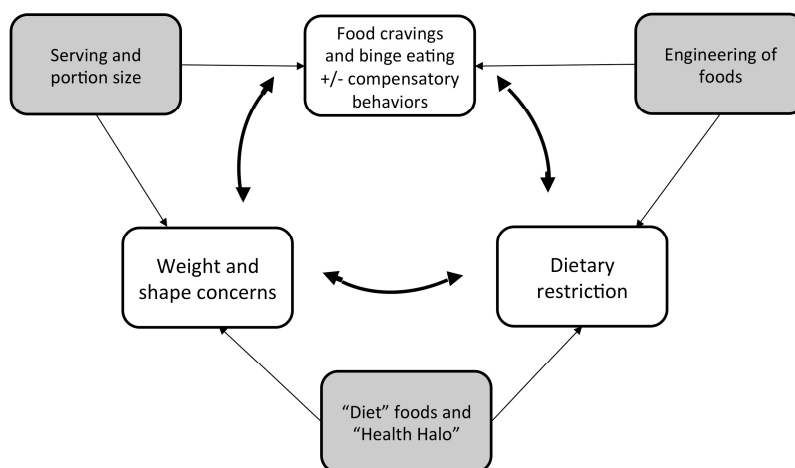 Serving and
portion size
Food cravings
and binge eating
+/- compensatory
behaviors
Engineering of
foods
Weight and
shape concerns
Dietary
restriction
“Diet” foods and
“Health Halo”